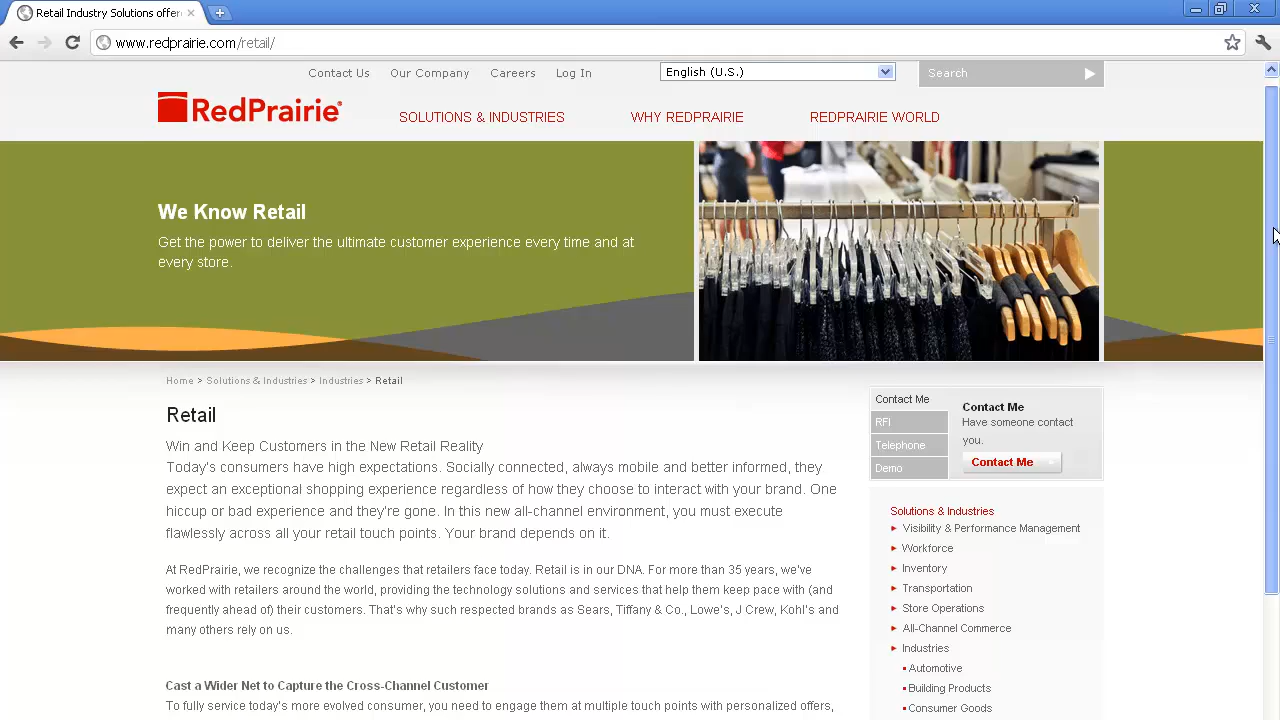 Retail Industry Solutions offer
www.redprairie.com/retail/
Contact Us Our Company Careers Log In English (U.S.) Search
RedPrairie®
SOLUTIONS & INDUSTRIES WHY REDPRAIRIE REDPRAIRIE WORLD
We Know Retail
Get the power to deliver the ultimate customer experience every time and at
every store.
Home > Solutions & Industries > Industries > Retail
Retail
Win and Keep Customers in the New Retail Reality
Today's consumers have high expectations. Socially connected, always mobile and better informed, they
expect an exceptional shopping experience regardless of how they choose to interact with your brand. One
hiccup or bad experience and they're gone. In this new all-channel environment, you must execute
flawlessly across all your retail touch points. Your brand depends on it.
At RedPrairie, we recognize the challenges that retailers face today. Retail is in our DNA. For more than 35 years, we've
worked with retailers around the world, providing the technology solutions and services that help them keep pace with (and
frequently ahead of) their customers. That's why such respected brands as Sears, Tiffany & Co., Lowe's, J Crew, Kohl's and
many others rely on us.
Cast a Wider Net to Capture the Cross-Channel Customer
To fully service today's more evolved consumer, you need to engage them at multiple touch points with personalized offers,
Contact Me
RFI
Telephone
Demo
Contact Me
Have someone contact
you.
Contact Me
Solutions & Industries
Visibility & Performance Management
Workforce
Inventory
Transportation
Store Operations
All-Channel Commerce
Industries
Automotive
Building Products
Consumer Goods